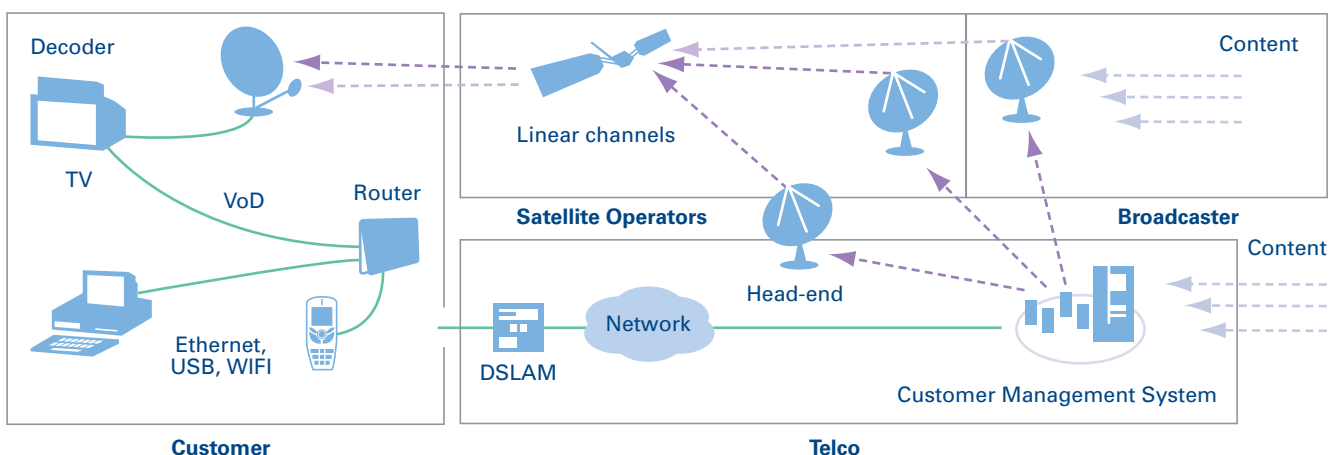 Decoder
TV
VoD
Router
Ethernet,
USB, WIFI
Customer
Linear channels
Satellite Operators
Content
Broadcaster
Content
Head-end
Network
DSLAM
Customer Management System
Telco